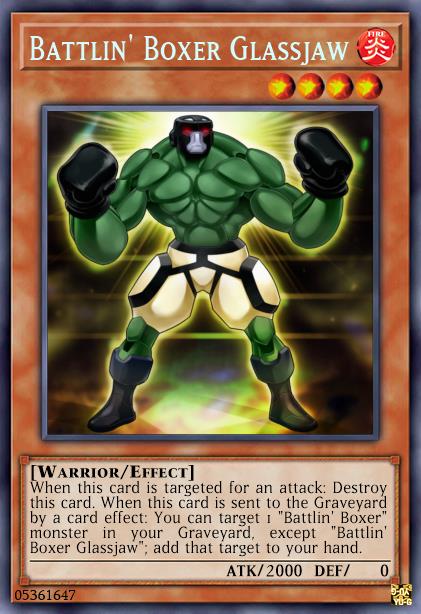 Battlin' Boxer Glassjaw
FIRE
炎
[Warrior/Effect]
When this card is targeted for an attack: Destroy
this card. When this card is sent to the Graveyard
by a card effect: You can target 1 "Battlin' Boxer"
monster in your Graveyard, except "Battlin'
Boxer Glassjaw"; add that target to your hand.
ATK/2000 DEF/ 0
05361647